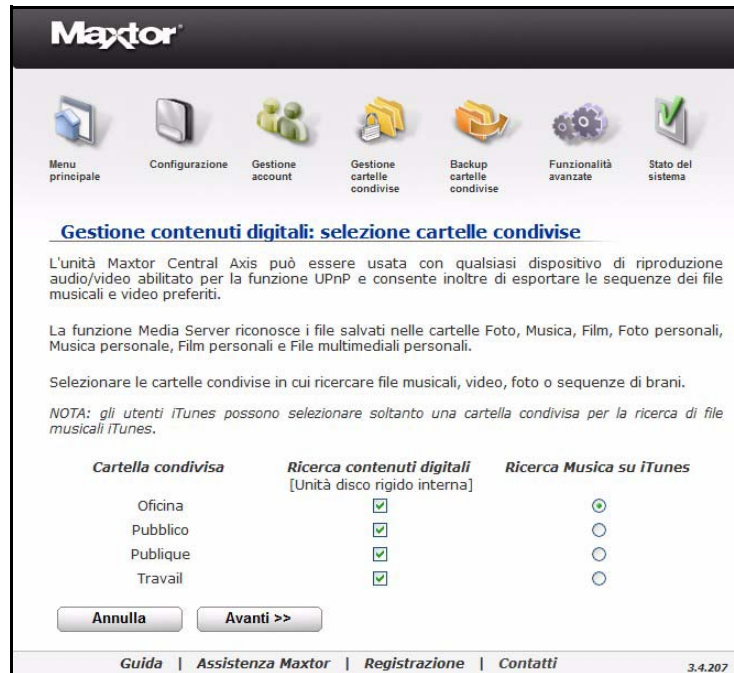 Maxtor
Menu principale
Configurazione
Gestione account
Gestione cartelle condivise
Backup cartelle condivise
Funzionalità avanzate
Stato del sistema
Gestione contenuti digitali: selezione cartelle condivise
L'unità Maxtor Central Axis può essere usata con qualsiasi dispositivo di riproduzione
audio/video abilitato per la funzione UPnP e consente inoltre di esportare le sequenze dei file
musicali e video preferiti.
La funzione Media Server riconosce i file salvati nelle cartelle Foto, Musica, Film, Foto personali,
Musica personale, Film personali e File multimediali personali.
Selezionare le cartelle condivise in cui ricercare file musicali, video, foto o sequenze di brani.
NOTA: gli utenti iTunes possono selezionare soltanto una cartella condivisa per la ricerca di file
musicali iTunes.
Cartella condivisa Ricerca contenuti digitali Ricerca Musica su iTunes
[Unità disco rigido interna]
Oficina
Pubblico
Publique
Travail
Annulla Avanti >>
Guida | Assistenza Maxtor | Registrazione | Contatti 3.4.207